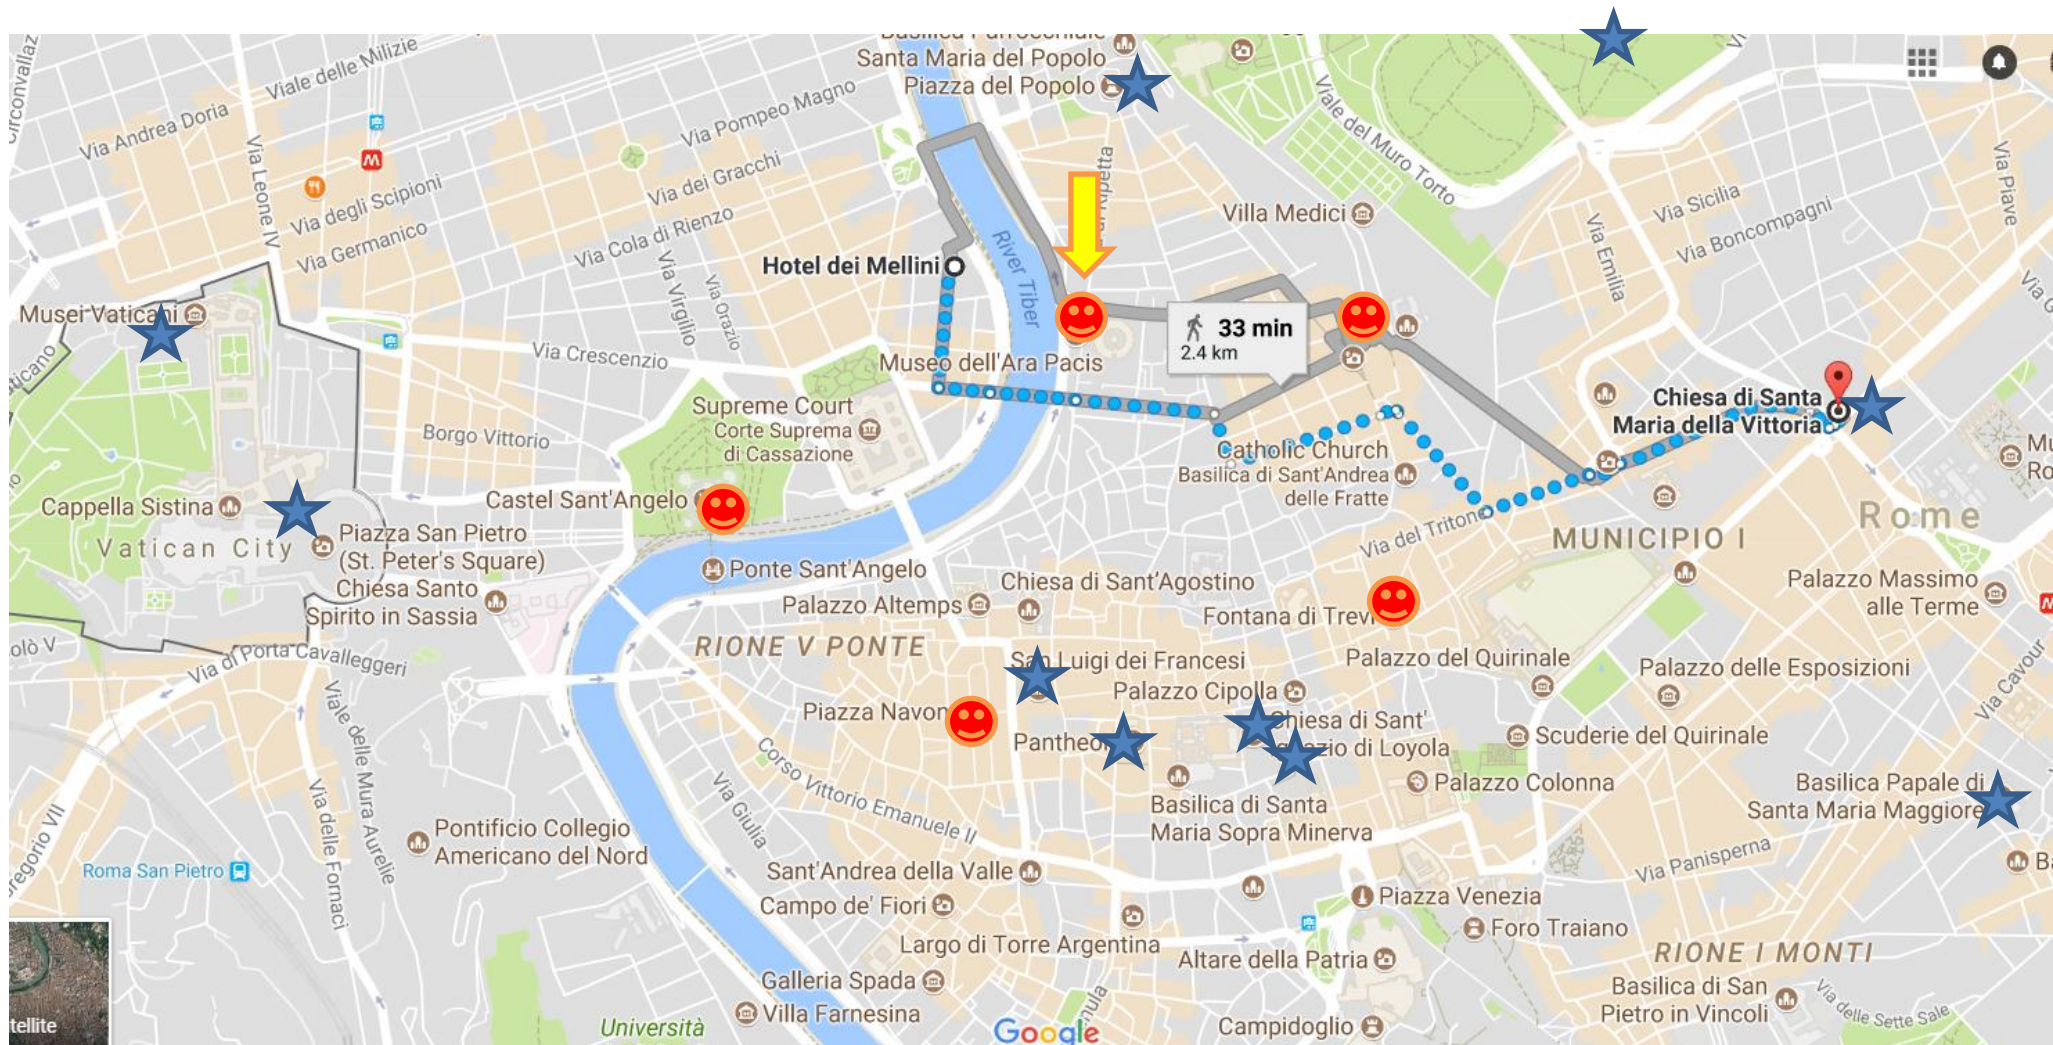 Santa Maria del Popolo
Piazza del Popolo
Viale delle Milizie
Via Andrea Doria
Via Leone IV
Via degli Scipioni
Via Germanico
Via Pompeo Magno
Via dei Gracchi
Via Cola di Rienzo
Via Virgilio
Via Orazio
River Tiber
Viale del Muro Torto
Villa Medici
Via Sicilia
Via Boncompagni
Via Emilia
Via Piave
Hotel dei Mellini
Musei Vaticani
Via Crescenzio
Museo dell'Ara Pacis
33 min
2.4 km
Supreme Court
Corte Suprema
di Cassazione
Borgo Vittorio
Castel Sant'Angelo
Cappella Sistina
Vatican City
Piazza San Pietro
(St. Peter's Square)
Chiesa Santo
Spirito in Sassia
Ponte Sant'Angelo
Catholic Church
Basilica di Sant'Andrea
delle Fratte
Chiesa di Santa
Maria della Vittoria
Rome
Via del Tritone
MUNICIPIO I
Palazzo Massimo
alle Terme
Chiesa di Sant'Agostino
Palazzo Altemps
Fontana di Trevi
RIONE V PONTE
San Luigi dei Francesi
Palazzo Cipolla
Palazzo del Quirinale
Palazzo delle Esposizioni
Via Cavour
Via di Porta Cavalleggeri
Viale delle Mura Aurelie
Via delle Fornaci
Piazza Navon
Pantheo
Chiesa di Sant'
di Loyola
Scuderie del Quirinale
Palazzo Colonna
Basilica di Santa
Maria Sopra Minerva
Basilica Papale di
Santa Maria Maggiore
Corso Vittorio Emanuele II
Via Giulia
Pontificio Collegio
Americano del Nord
Roma San Pietro
Sant'Andrea della Valle
Campo de' Fiori
Largo di Torre Argentina
Via Panisperna
Piazza Venezia
Foro Traiano
Altare della Patria
RIONE I MONTI
Galleria Spada
Villa Farnesina
Università
Google
Campidoglio
Basilica di San
Pietro in Vincoli
Via delle Sette Sale